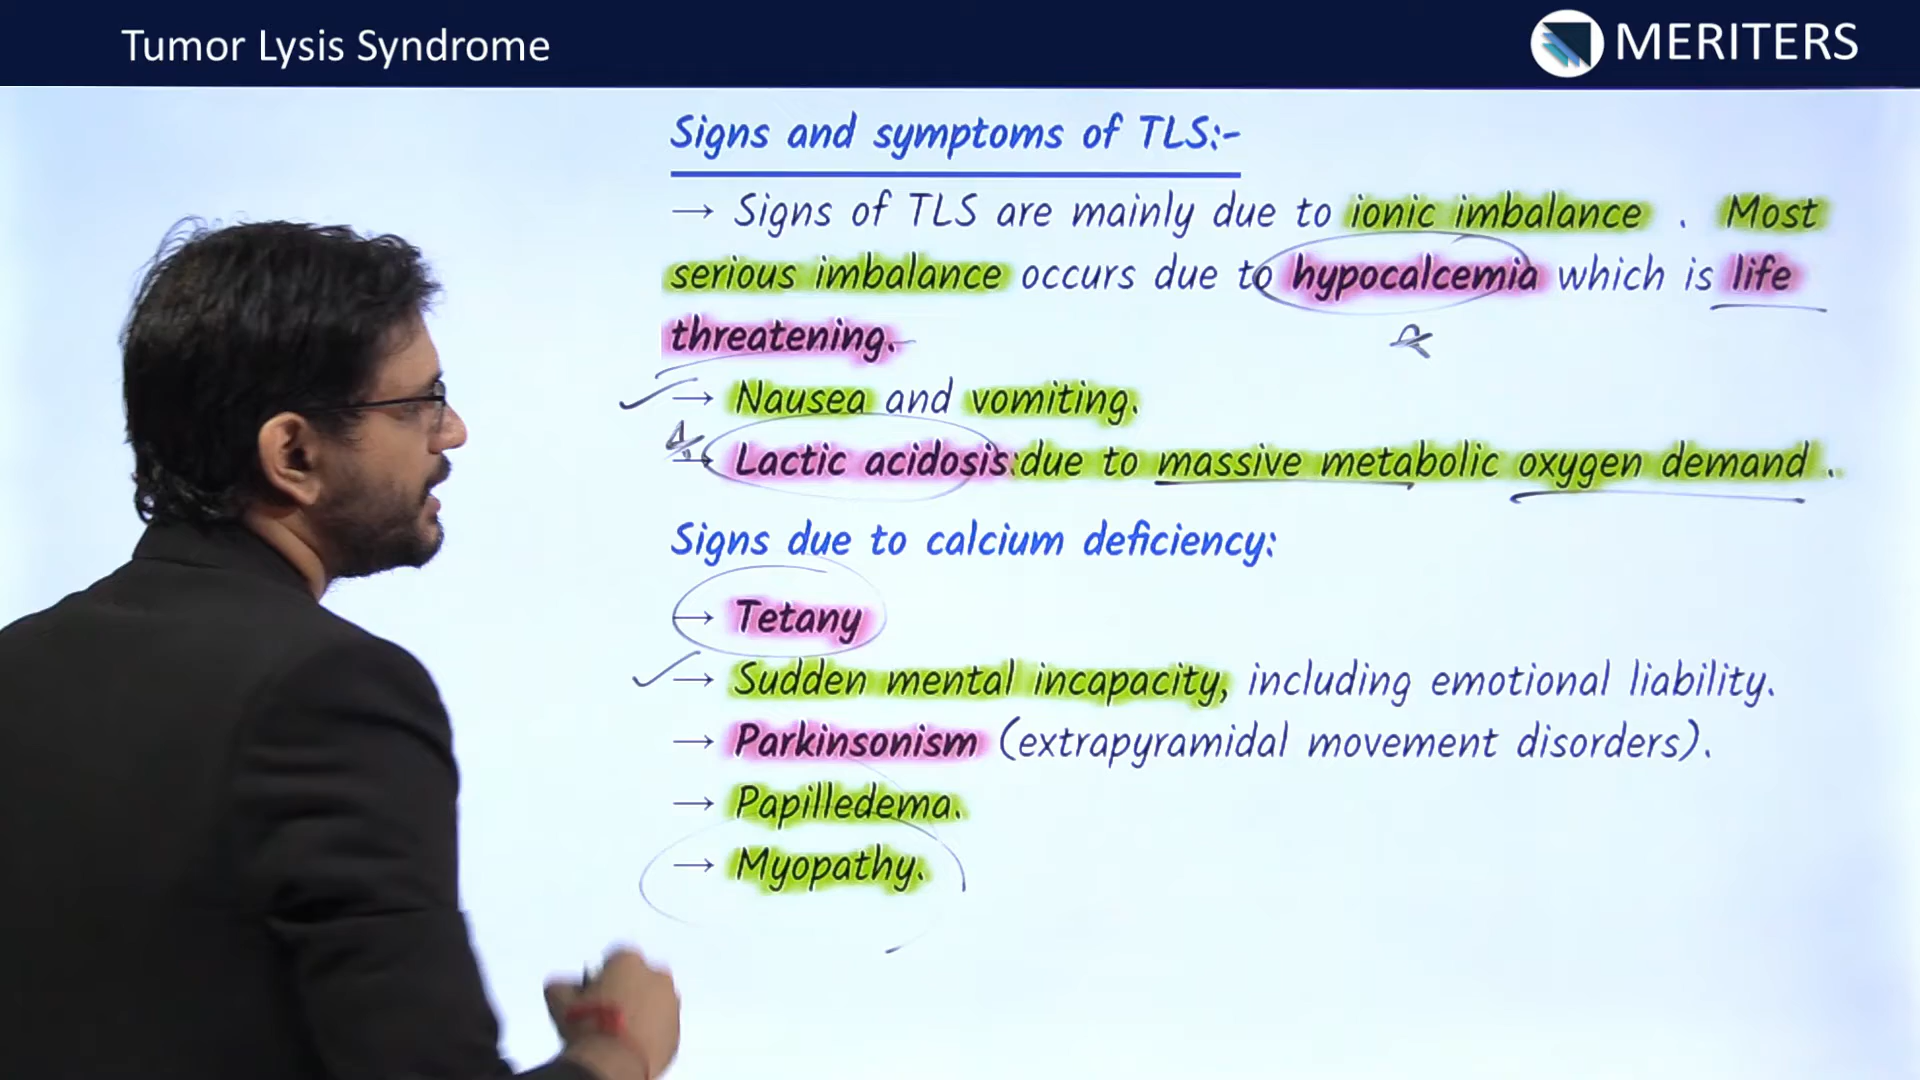 Tumor Lysis Syndrome
MERITERS
Signs and symptoms of TLS:-
→ Signs of TLS are mainly due to ionic imbalance . Most
serious imbalance occurs due to hypocalcemia which is life
threatening.
→ Nausea and vomiting.
→ Lactic acidosis:due to massive metabolic oxygen demand .
Signs due to calcium deficiency:
→ Tetany
→ Sudden mental incapacity, including emotional liability.
→ Parkinsonism (extrapyramidal movement disorders).
→ Papilledema.
→ Myopathy.